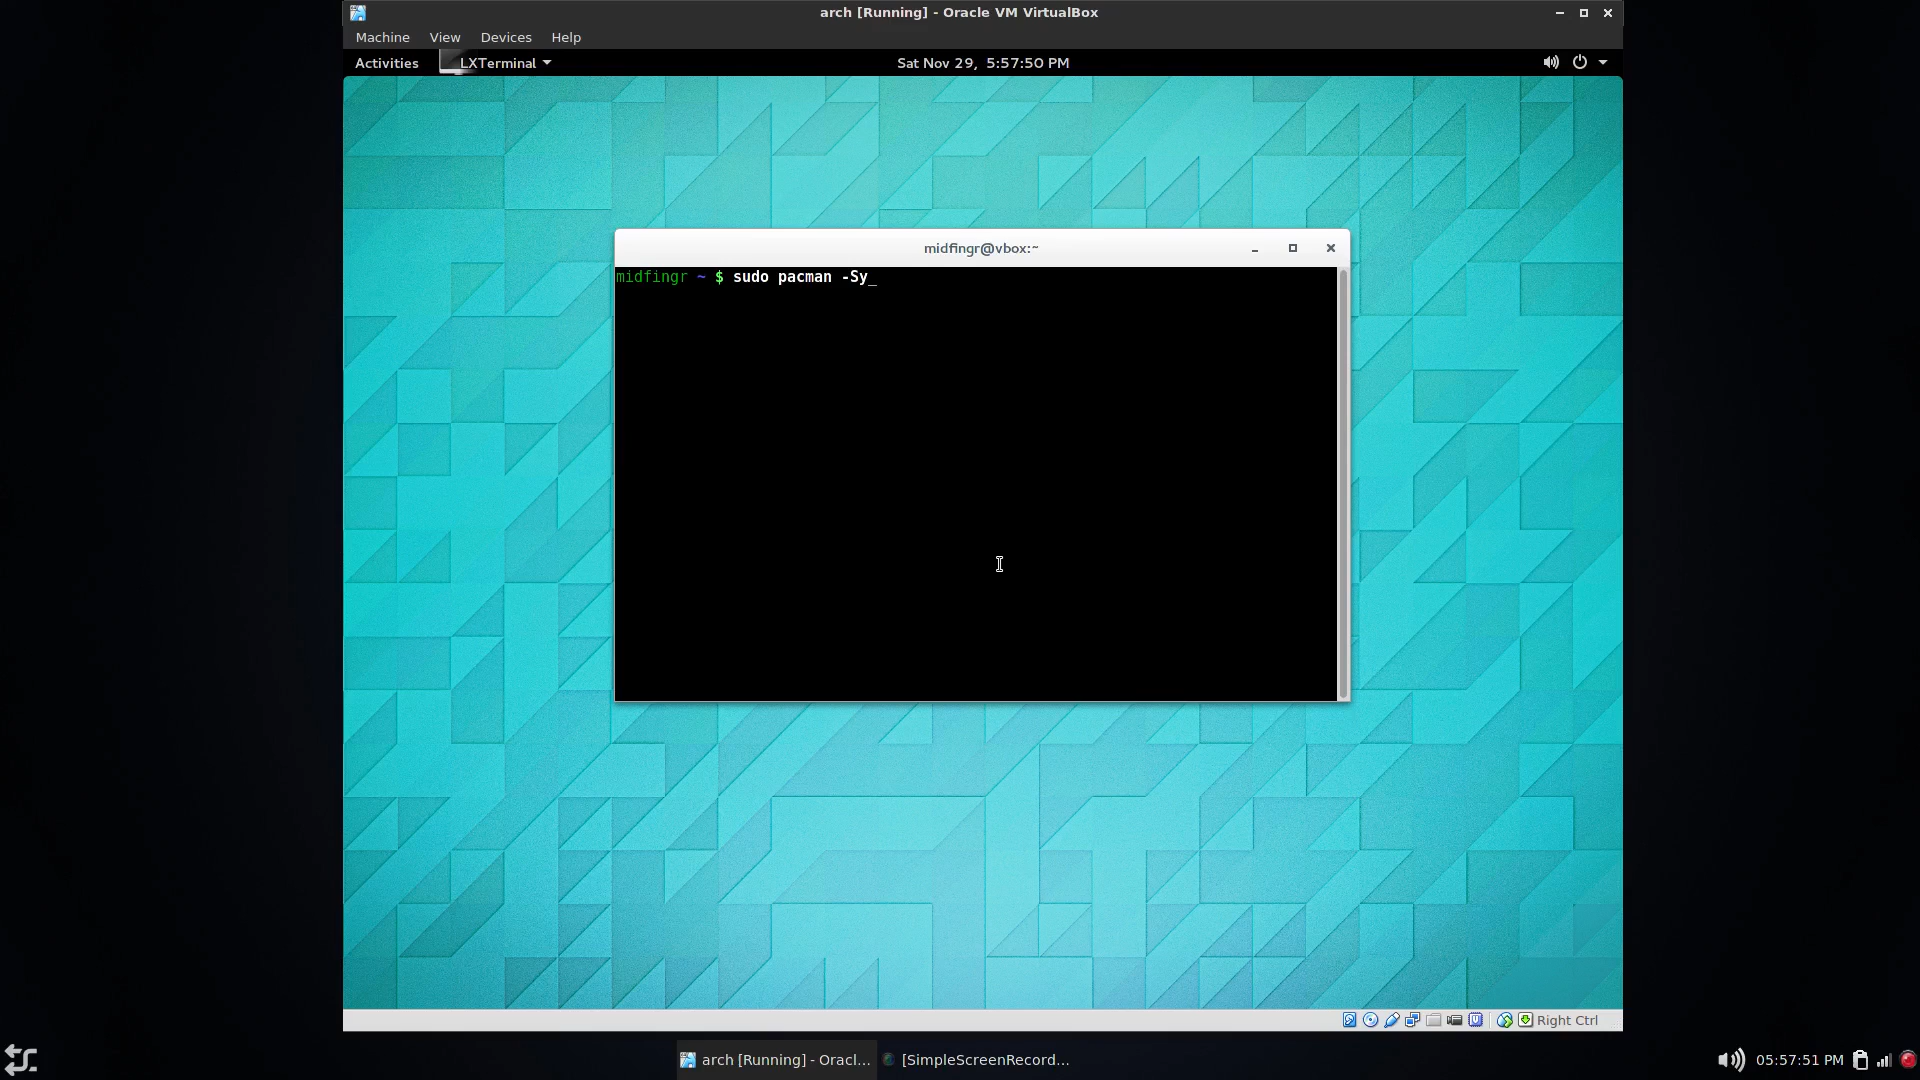 arch [Running] - Oracle VM VirtualBox
Machine View Devices Help
Activities LXTerminal Sat Nov 29, 5:57:50 PM
midfingr@vbox:~
midfingr ~ $ sudo pacman -Sy_
Right Ctrl
arch [Running] - Oracl... [SimpleScreenRecord... 05:57:51 PM